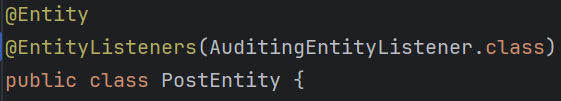 @Entity
@EntityListeners(AuditingEntityListener.class)
public class PostEntity {